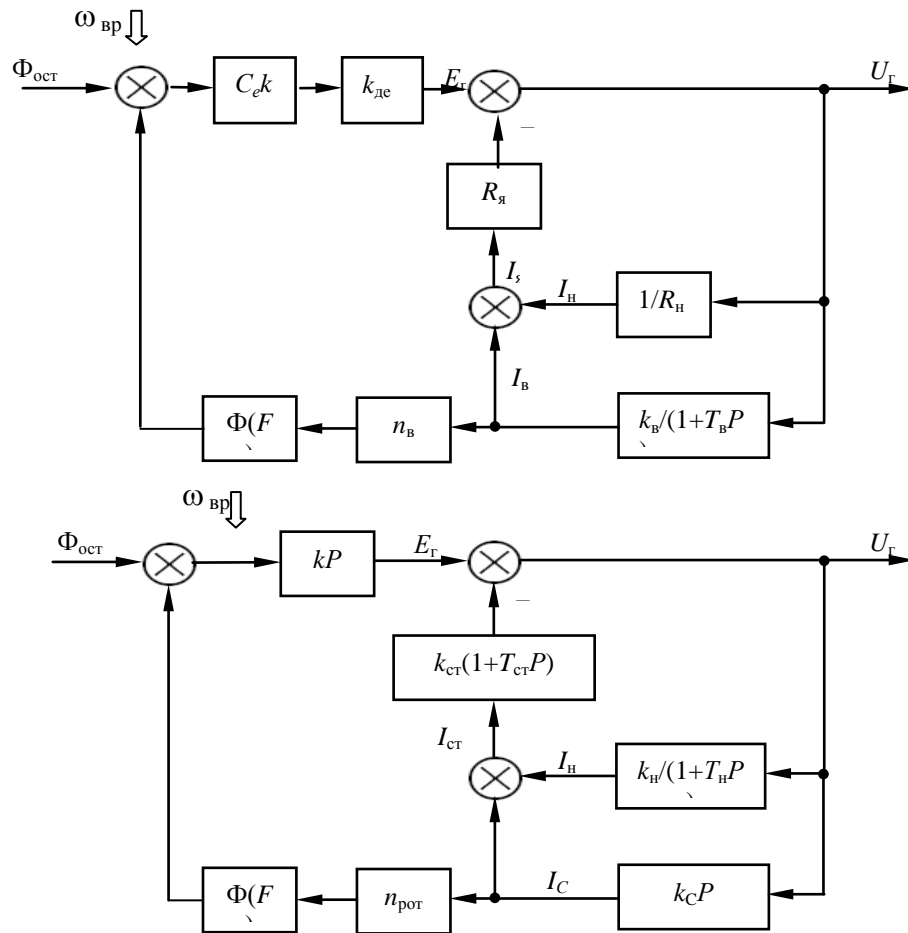 ω вр
Φост
Cek
kде
Eг
Uг
–
Rя
Iя
Iн
1/Rн
Iв
Φ(F
nв
kв/(1+TвP
ω вр
Φост
kP
Eг
Uг
–
kст(1+TстP)
Iст
Iн
kн/(1+TнP
Φ(F
nрот
IC
kCP